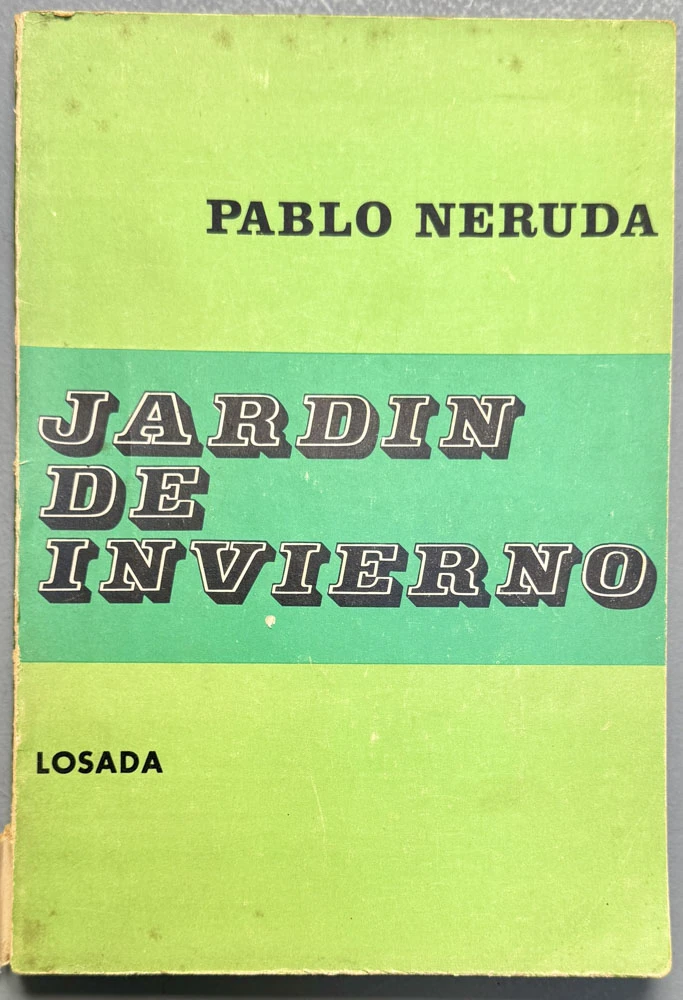 PABLO NERUDA
JARDIN
DE
INVIERNO
LOSADA